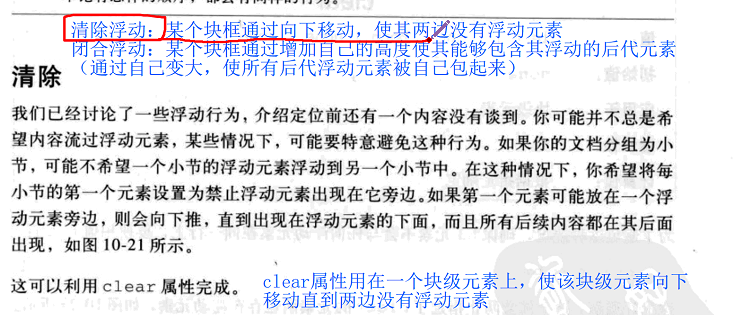 清除浮动：某个块框通过向下移动，使其两边没有浮动元素
闭合浮动：某个块框通过增加自己的高度使其能够包含其浮动的后代元素
（通过自己变大，使所有后代浮动元素被自己包起来）
清除
我们已经讨论了一些浮动行为，介绍定位前还有一个内容没有谈到。你可能并不总是希
望内容流过浮动元素，某些情况下，可能要特意避免这种行为。如果你的文档分组为小
节，可能不希望一个小节的浮动元素浮动到另一个小节中。在这种情况下，你希望将每
小节的第一个元素设置为禁止浮动元素出现在它旁边。如果第一个元素可能放在一个浮
动元素旁边，则会向下推，直到出现在浮动元素的下面，而且所有后续内容都在其后面
出现，如图 10-21 所示。
这可以利用 clear 属性完成。
clear属性用在一个块级元素上，使该块级元素向下
移动直到两边没有浮动元素